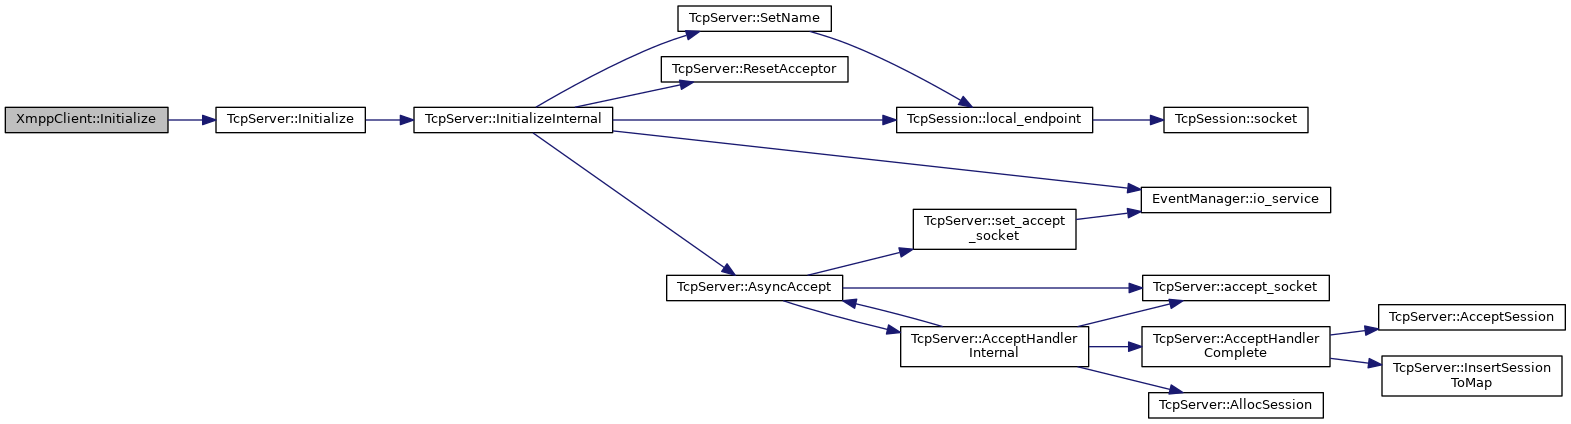 TcpServer::SetName
TcpServer::ResetAcceptor
XmppClient::Initialize
TcpServer::Initialize
TcpServer::InitializeInternal
TcpSession::local_endpoint
TcpSession::socket
EventManager::io_service
TcpServer::set_accept
_socket
TcpServer::AsyncAccept
TcpServer::accept_socket
TcpServer::AcceptSession
TcpServer::AcceptHandler
Internal
TcpServer::AcceptHandler
Complete
TcpServer::InsertSession
ToMap
TcpServer::AllocSession